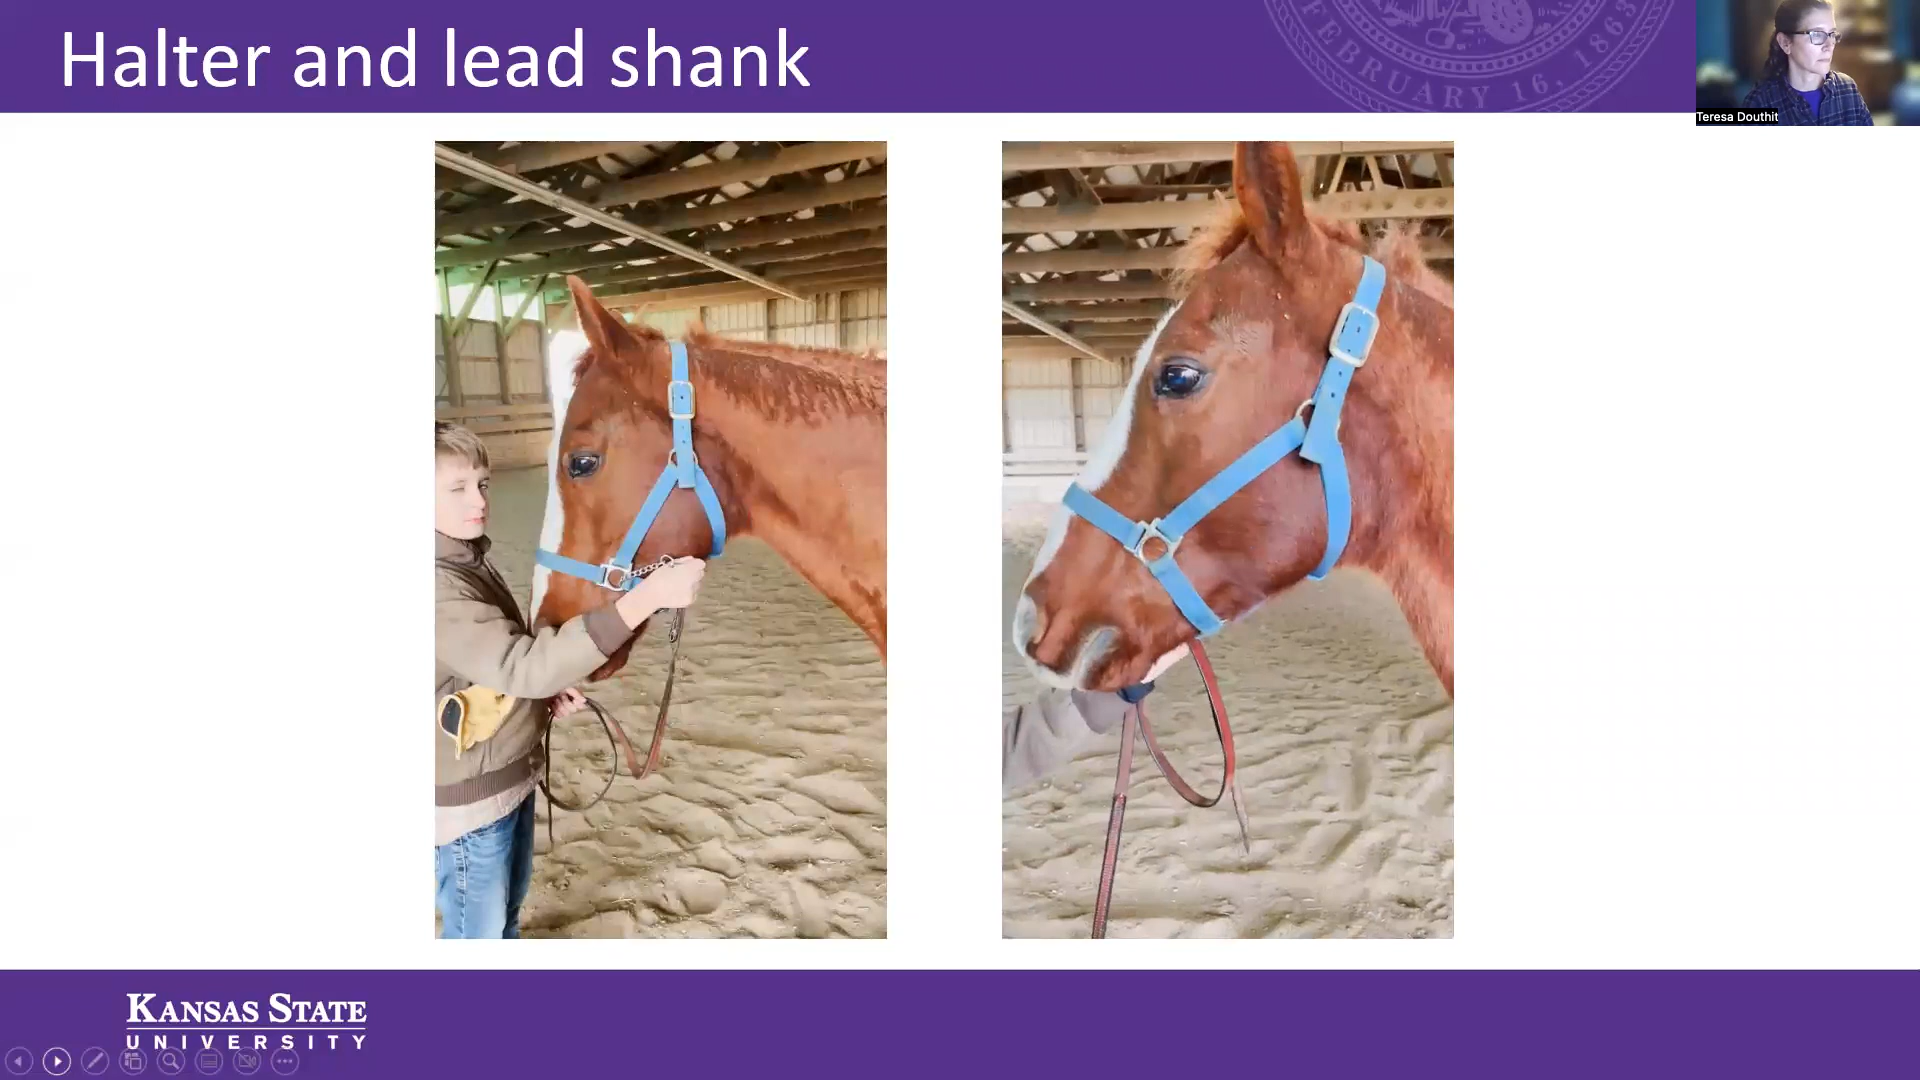 Halter and lead shank
FEBRUARY 16, 1863
Teresa Douthit
KANSAS STATE
UNIVERSITY